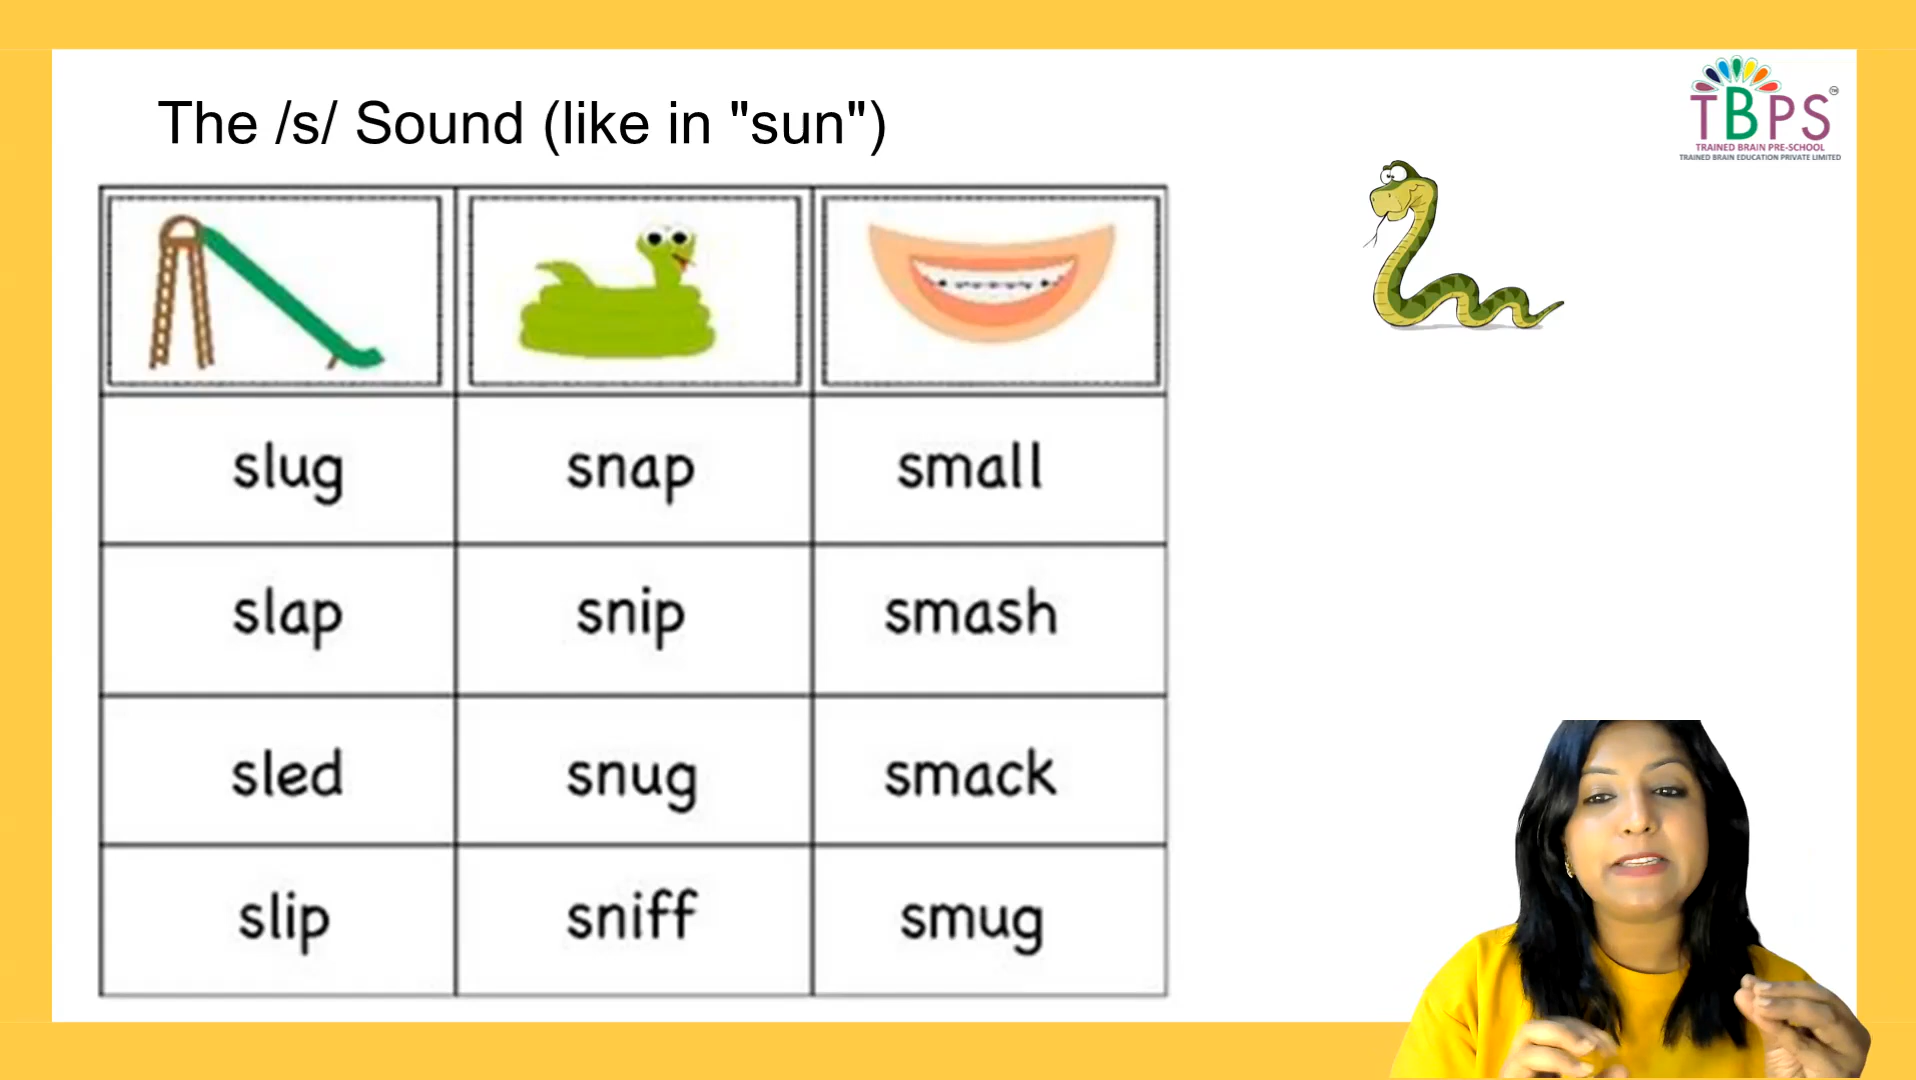 The /s/ Sound (like in "sun")
TBPS™
TRAINED BRAIN PRE-SCHOOL
TRAINED BRAIN EDUCATION PRIVATE LIMITED
slug snap small
slap snip smash
sled snug smack
slip sniff smug